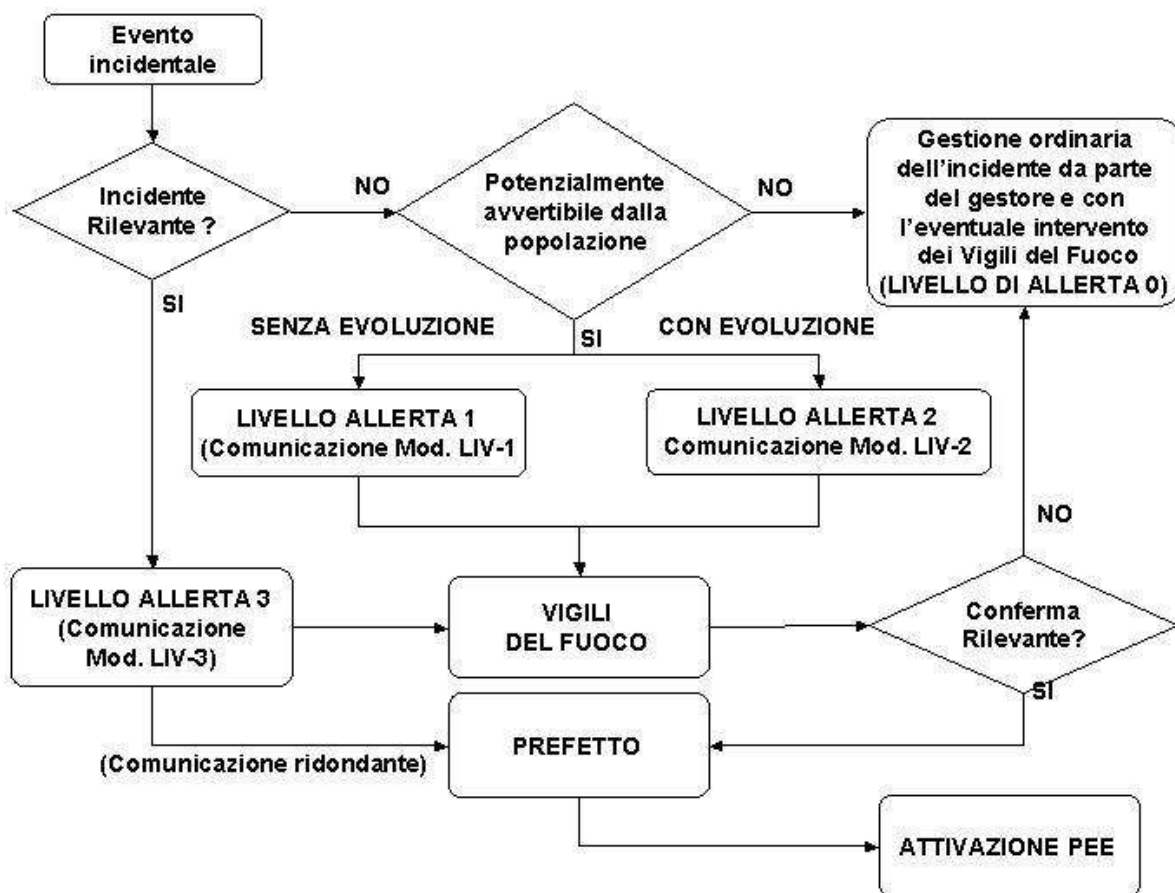 Evento
incidentale
Incidente
Rilevante ?
NO
Potenzialmente
avvertibile dalla
popolazione
NO
Gestione ordinaria
dell'incidente da parte
del gestore e con
l'eventuale intervento
dei Vigili del Fuoco
(LIVELLO DI ALLERTA 0)
SI
SENZA EVOLUZIONE
SI
CON EVOLUZIONE
LIVELLO ALLERTA 1
(Comunicazione Mod. LIV-1
LIVELLO ALLERTA 2
Comunicazione Mod. LIV-2
NO
LIVELLO ALLERTA 3
(Comunicazione
Mod. LIV-3)
VIGILI
DEL FUOCO
Conferma
Rilevante?
SI
(Comunicazione ridondante)
PREFETTO
ATTIVAZIONE PEE